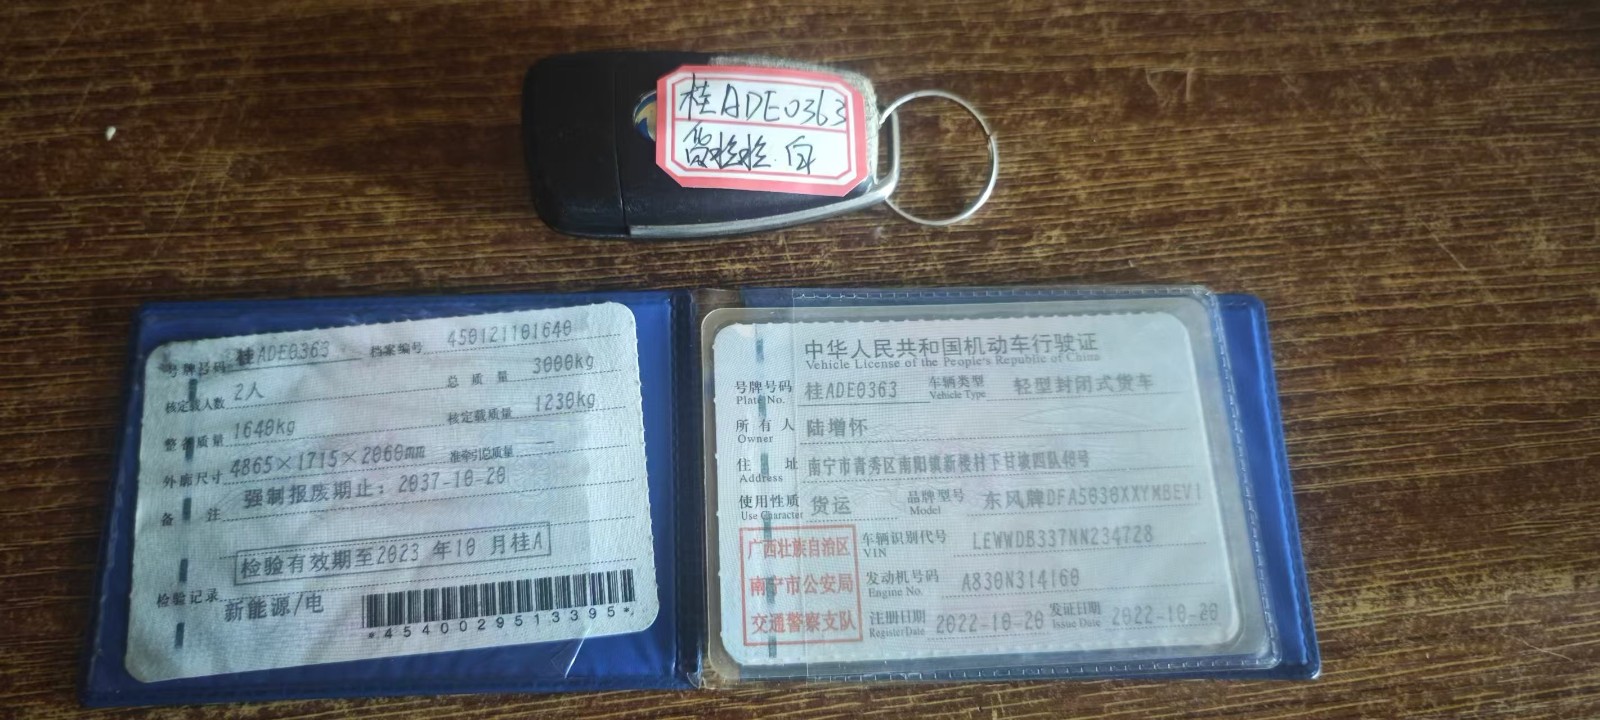 桂ADE0363
自
号牌号码 桂ADE0363 档案编号 450121101640
核定载人数 2人 总质量 3000kg
整备质量 1640kg 核定载质量 1230kg
外廓尺寸 4865×1715×2060mm 准牵引总质量 —
备注 强制报废期止：2037-10-20
检验有效期至2023 年10 月桂A
检验记录 新能源/电
*4540029513395*
中华人民共和国机动车行驶证
Vehicle License of the People's Republic of China
号牌号码 桂ADE0363 车辆类型 轻型封闭式货车
Plate No. Vehicle Type
所有人 陆增怀
Owner
住址 南宁市青秀区南阳镇新楼村下甘坡四队40号
Address
使用性质 货运 品牌型号 东风牌DFA5030XXYMBEV1
Use Character Model
广西壮族自治区
南宁市公安局
交通警察支队
车辆识别代号 LEWWDB337NN234728
VIN
发动机号码 A830N314160
Engine No.
注册日期 2022-10-20 发证日期 2022-10-20
Register Date Issue Date